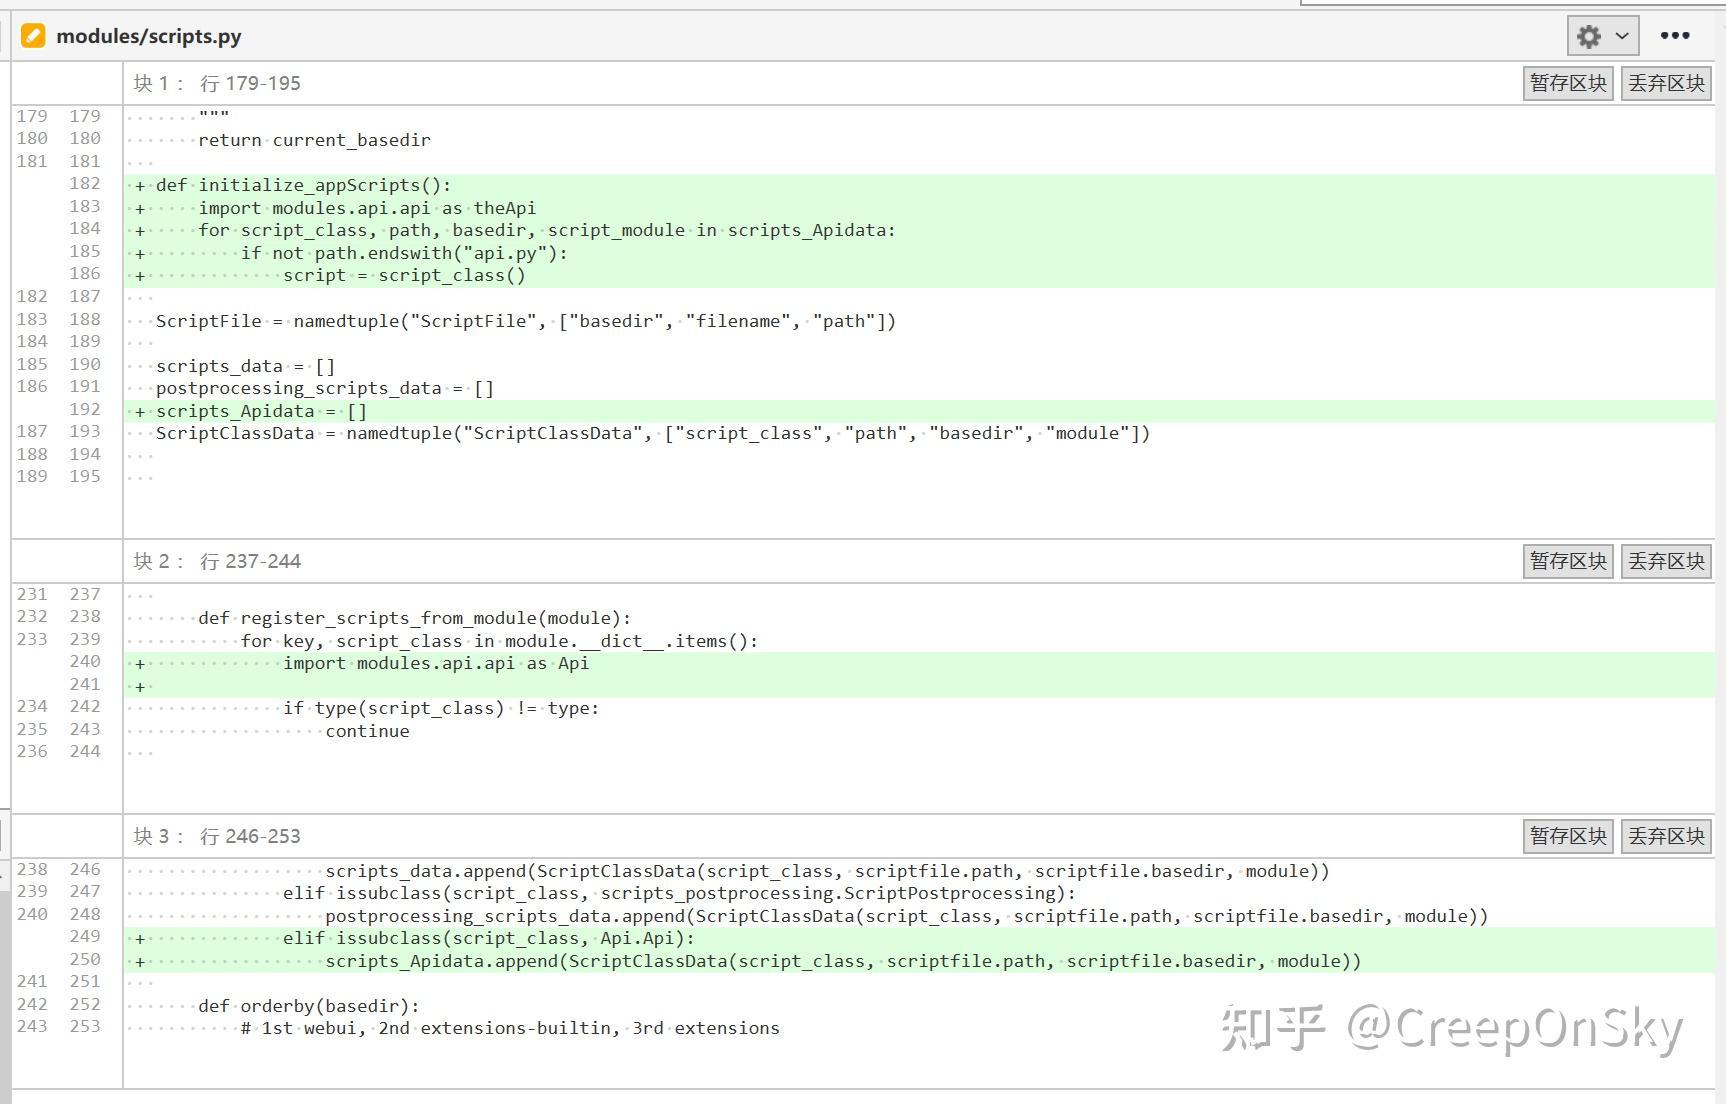 modules/scripts.py
•••
块 1： 行 179-195
暂存区块 丢弃区块
179 179 """
180 180 return current_basedir
181 181
182 + def initialize_appScripts():
183 + import modules.api.api as theApi
184 + for script_class, path, basedir, script_module in scripts_Apidata:
185 + if not path.endswith("api.py"):
186 + script = script_class()
182 187
183 188 ScriptFile = namedtuple("ScriptFile", ["basedir", "filename", "path"])
184 189
185 190 scripts_data = []
186 191 postprocessing_scripts_data = []
192 + scripts_Apidata = []
187 193 ScriptClassData = namedtuple("ScriptClassData", ["script_class", "path", "basedir", "module"])
188 194
189 195
块 2： 行 237-244
暂存区块 丢弃区块
231 237
232 238 def register_scripts_from_module(module):
233 239 for key, script_class in module.__dict__.items():
240 + import modules.api.api as Api
241 +
234 242 if type(script_class) != type:
235 243 continue
236 244
块 3： 行 246-253
暂存区块 丢弃区块
238 246 scripts_data.append(ScriptClassData(script_class, scriptfile.path, scriptfile.basedir, module))
239 247 elif issubclass(script_class, scripts_postprocessing.ScriptPostprocessing):
240 248 postprocessing_scripts_data.append(ScriptClassData(script_class, scriptfile.path, scriptfile.basedir, module))
249 + elif issubclass(script_class, Api.Api):
250 + scripts_Apidata.append(ScriptClassData(script_class, scriptfile.path, scriptfile.basedir, module))
241 251
242 252 def orderby(basedir):
243 253 # 1st webui, 2nd extensions-builtin, 3rd extensions
知乎 @CreepOnSky